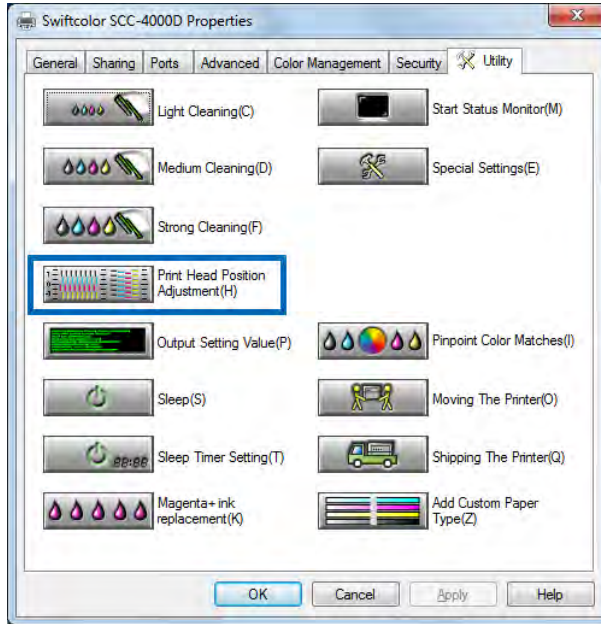 Swiftcolor SCC-4000D Properties
General Sharing Ports Advanced Color Management Security Utility
Light Cleaning(C)
Start Status Monitor(M)
Medium Cleaning(D)
Special Settings(E)
Strong Cleaning(F)
Print Head Position
Adjustment(H)
Output Setting Value(P)
Pinpoint Color Matches(I)
Sleep(S)
Moving The Printer(O)
88:88
Sleep Timer Setting(T)
Shipping The Printer(Q)
Magenta+ink
replacement(K)
Add Custom Paper
Type(Z)
OK Cancel Apply Help